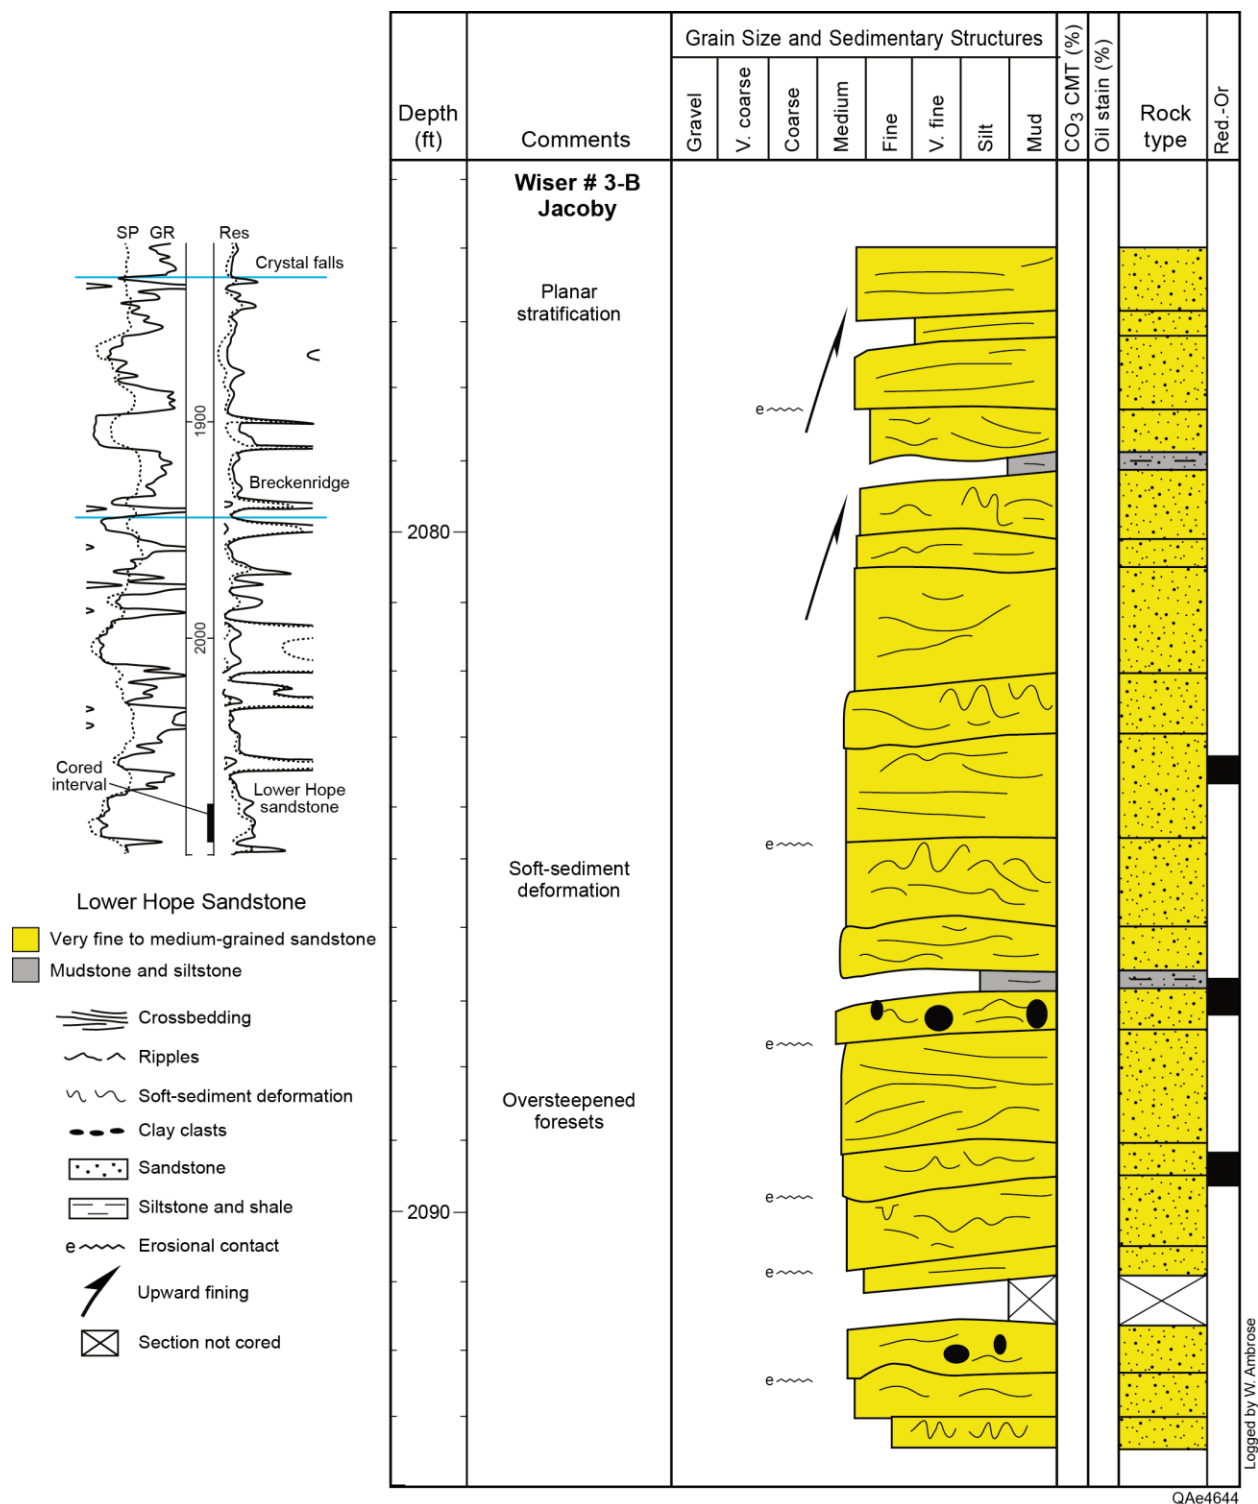 Grain Size and Sedimentary Structures
Depth
(ft)
Comments
Gravel
V. coarse
Coarse
Medium
Fine
V. fine
Silt
Mud
CO3 CMT (%)
Oil stain (%)
Rock
type
Red.-Or
Wiser # 3-B
Jacoby
SP
GR
Res
Crystal falls
1900
Breckenridge
2000
Cored
interval
Lower Hope
sandstone
Planar
stratification
e
2080
Soft-sediment
deformation
e
e
Oversteepened
foresets
e
2090
e
e
Lower Hope Sandstone
Very fine to medium-grained sandstone
Mudstone and siltstone
Crossbedding
Ripples
Soft-sediment deformation
Clay clasts
Sandstone
Siltstone and shale
e Erosional contact
Upward fining
Section not cored
Logged by W. Ambrose
QAe4644